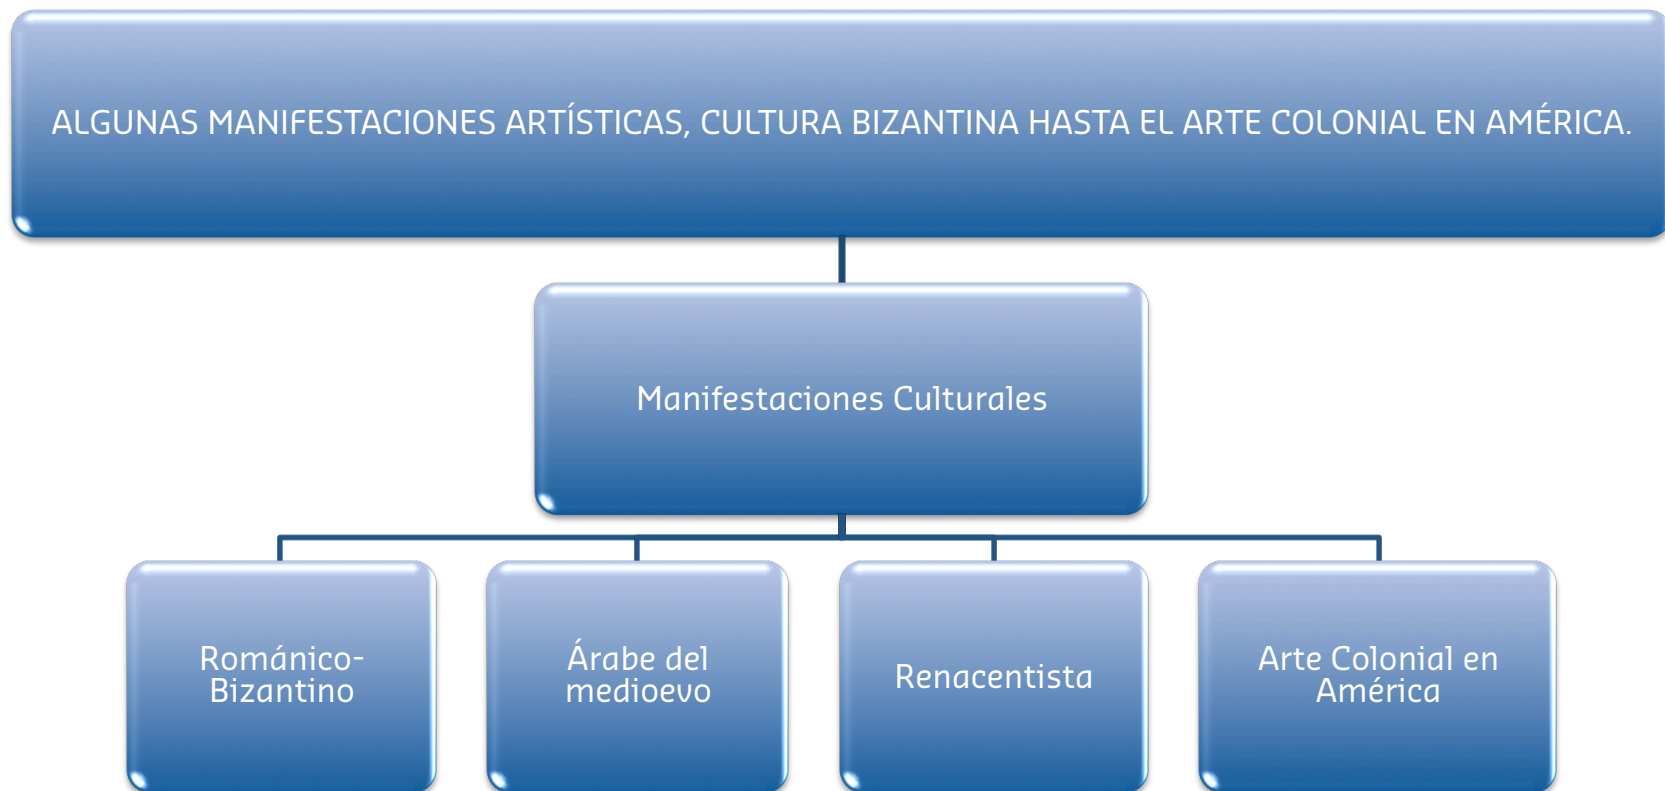 ALGUNAS MANIFESTACIONES ARTÍSTICAS, CULTURA BIZANTINA HASTA EL ARTE COLONIAL EN AMÉRICA.
Manifestaciones Culturales
Románico-
Bizantino
Árabe del
medioevo
Renacentista
Arte Colonial en
América